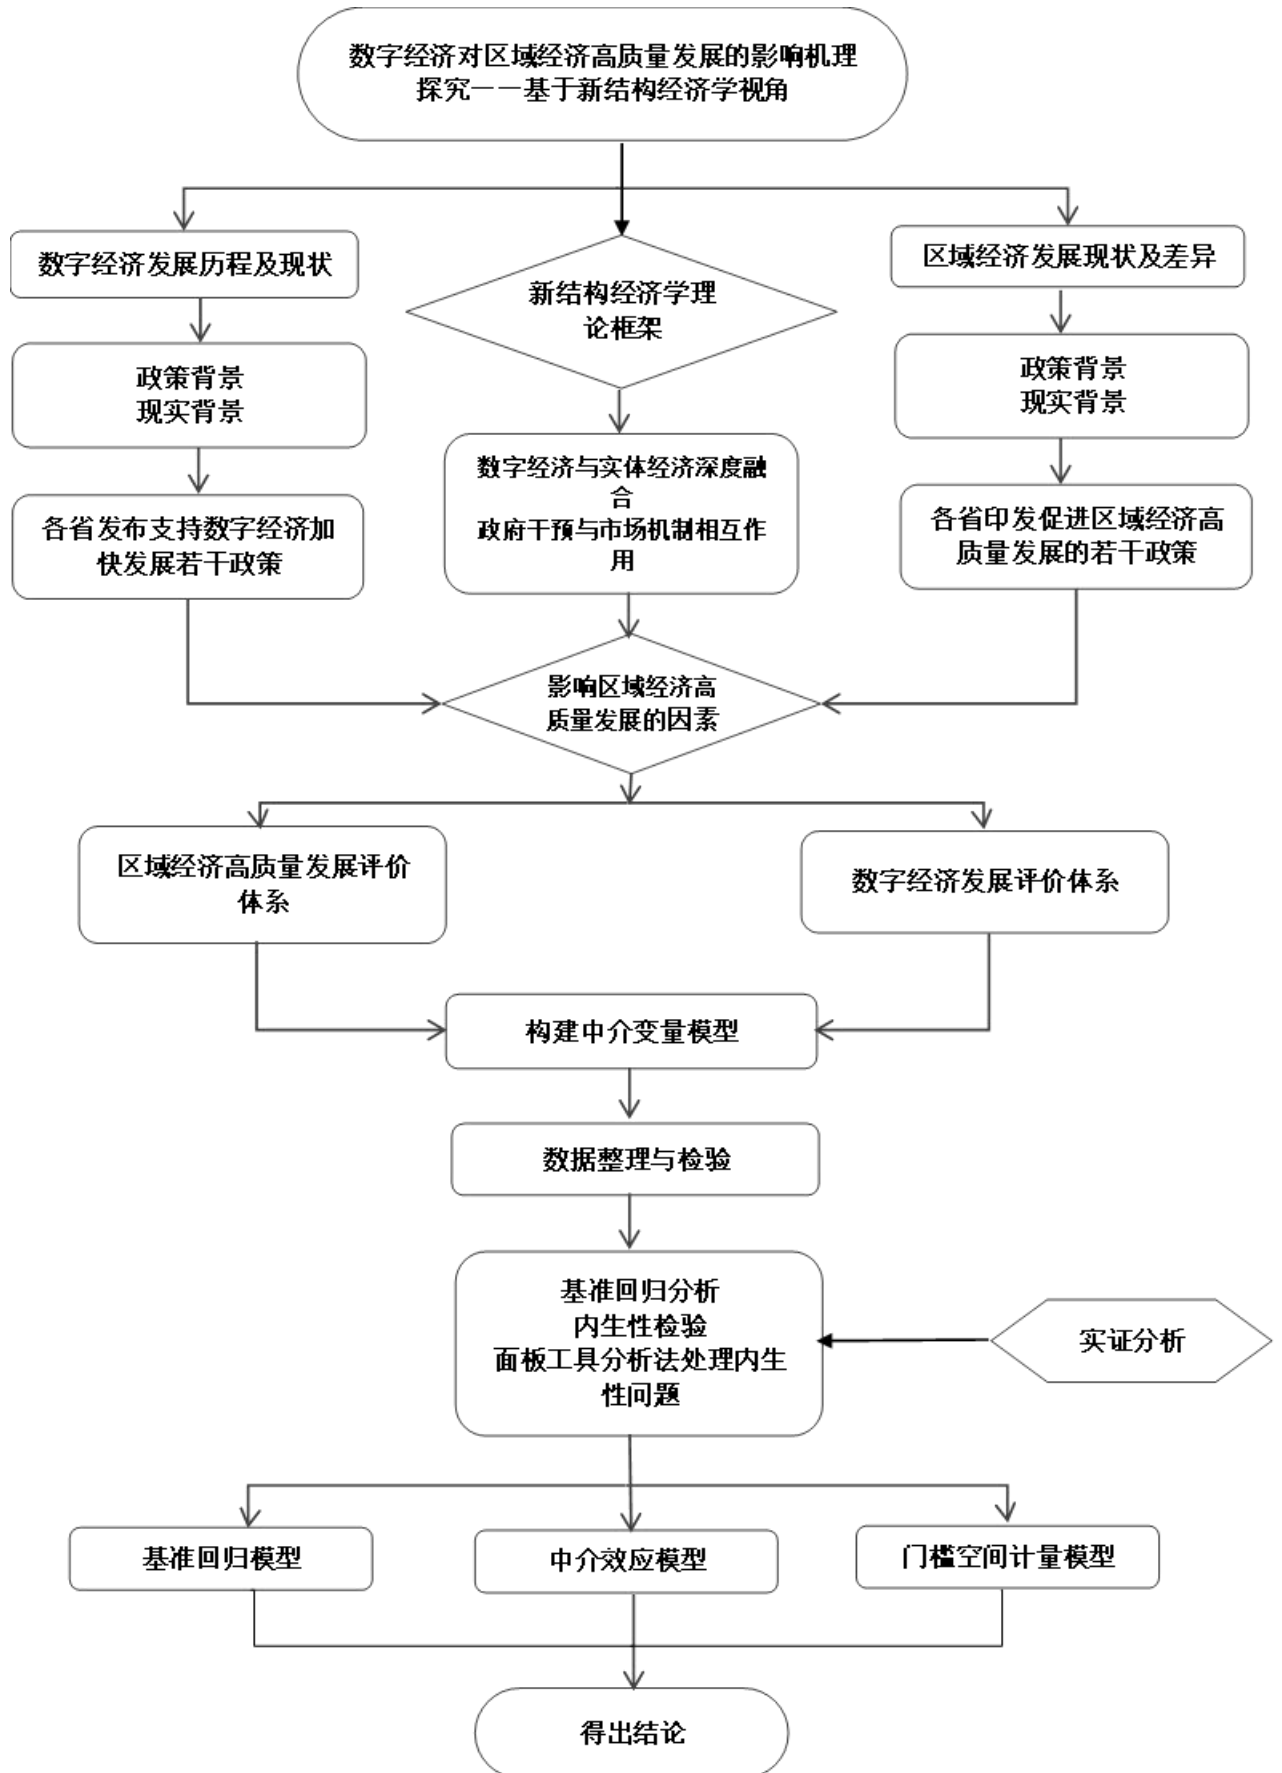 数字经济对区域经济高质量发展的影响机理
探究——基于新结构经济学视角
数字经济发展历程及现状
新结构经济学理
论框架
区域经济发展现状及差异
政策背景
现实背景
政策背景
现实背景
数字经济与实体经济深度融
合
政府干预与市场机制相互作
用
各省发布支持数字经济加
快发展若干政策
各省印发促进区域经济高
质量发展的若干政策
影响区域经济高
质量发展的因素
区域经济高质量发展评价
体系
数字经济发展评价体系
构建中介变量模型
数据整理与检验
基准回归分析
内生性检验
面板工具分析法处理内生
性问题
实证分析
基准回归模型
中介效应模型
门槛空间计量模型
得出结论